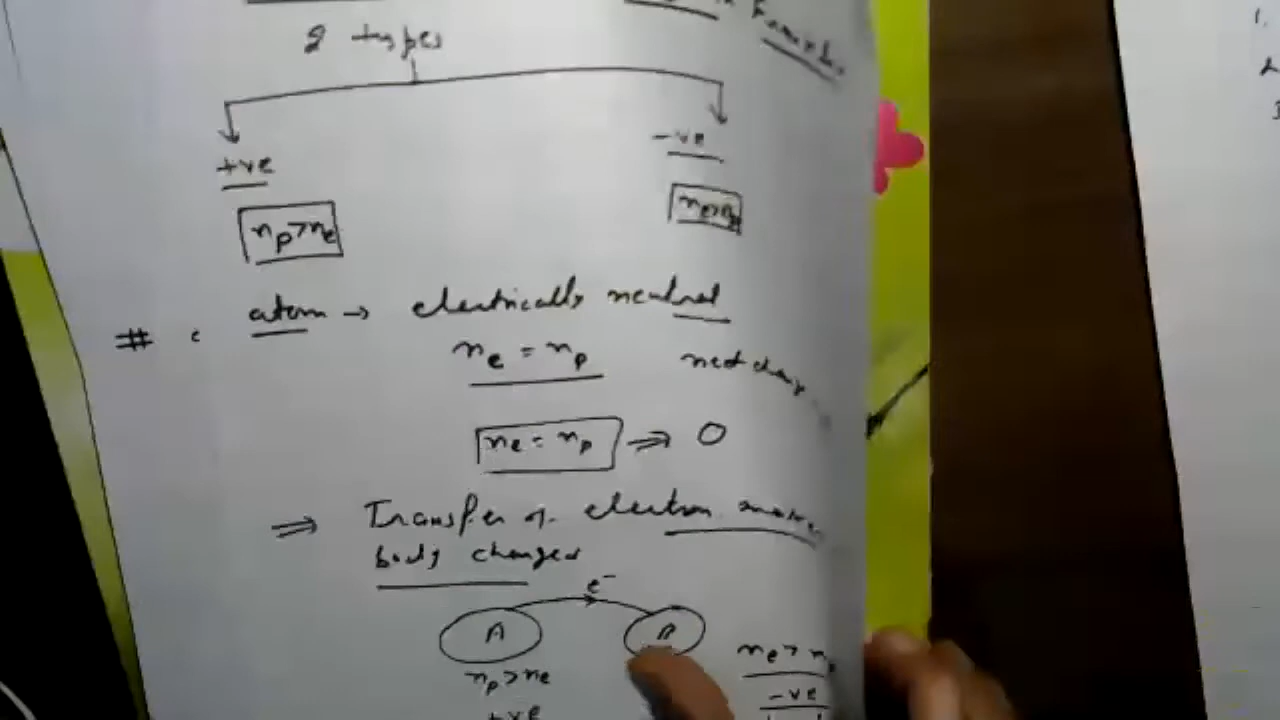 2 types
+ve
-ve
np>ne
ne>np
# atom → electrically neutral
ne = np
net charge
ne = np ⇒ 0
⇒ Transfer of electron makes
body charged
e⁻
A
B
np>ne
ne > np
+ve
-ve
1.